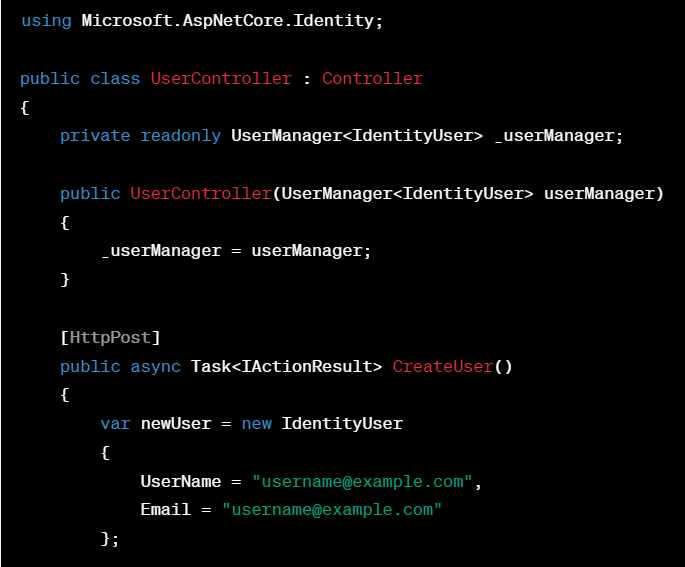 using Microsoft.AspNetCore.Identity;
public class UserController : Controller
{
private readonly UserManager<IdentityUser> _userManager;
public UserController(UserManager<IdentityUser> userManager)
{
_userManager = userManager;
}
[HttpPost]
public async Task<IActionResult> CreateUser()
{
var newUser = new IdentityUser
{
UserName = "username@example.com",
Email = "username@example.com"
};